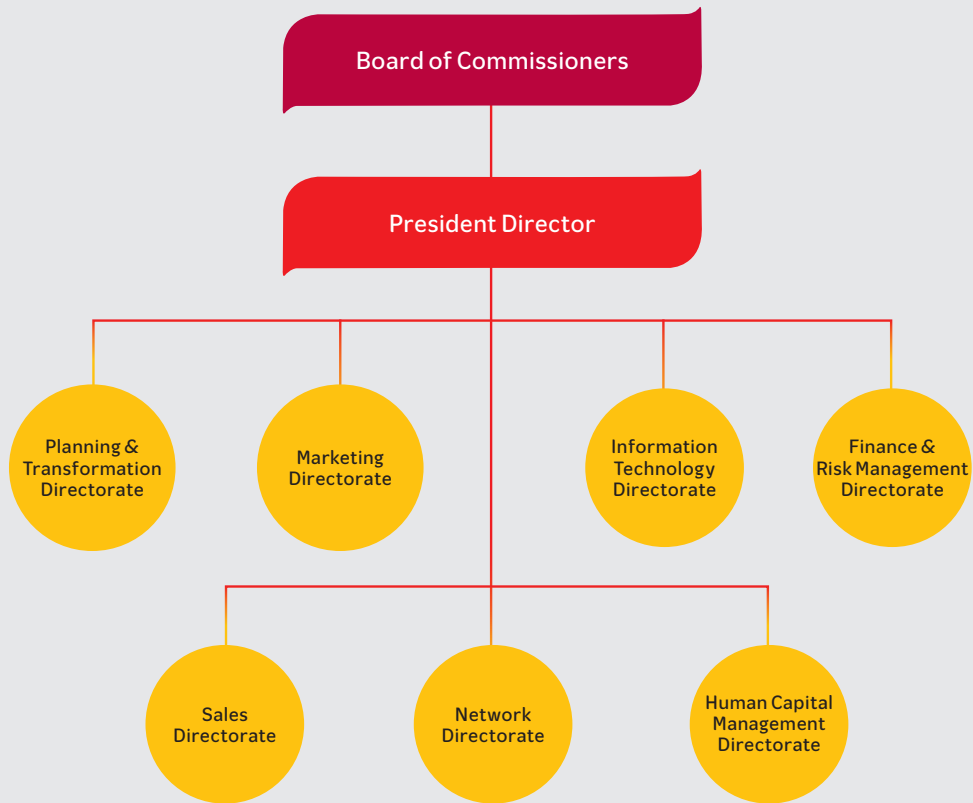 Board of Commissioners
President Director
Planning &
Transformation
Directorate
Marketing
Directorate
Information
Technology
Directorate
Finance &
Risk Management
Directorate
Sales
Directorate
Network
Directorate
Human Capital
Management
Directorate